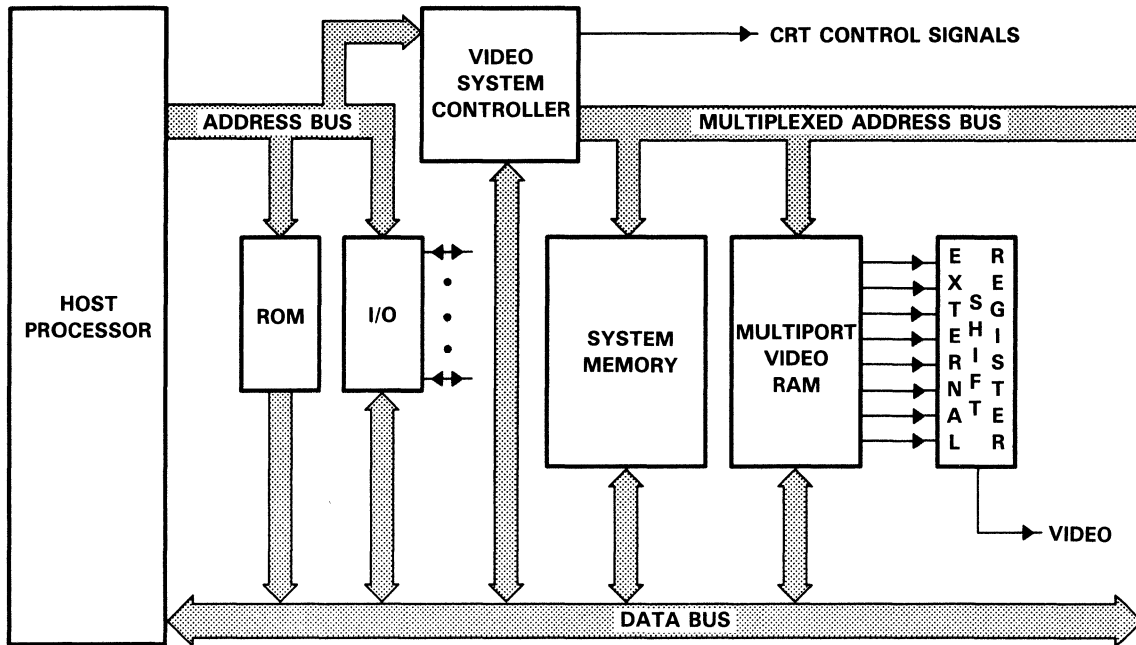 VIDEO
SYSTEM
CONTROLLER
CRT CONTROL SIGNALS
ADDRESS BUS
MULTIPLEXED ADDRESS BUS
HOST
PROCESSOR
ROM
I/O
SYSTEM
MEMORY
MULTIPORT
VIDEO
RAM
EXTERNAL
SHIFT
REGISTER
VIDEO
DATA BUS